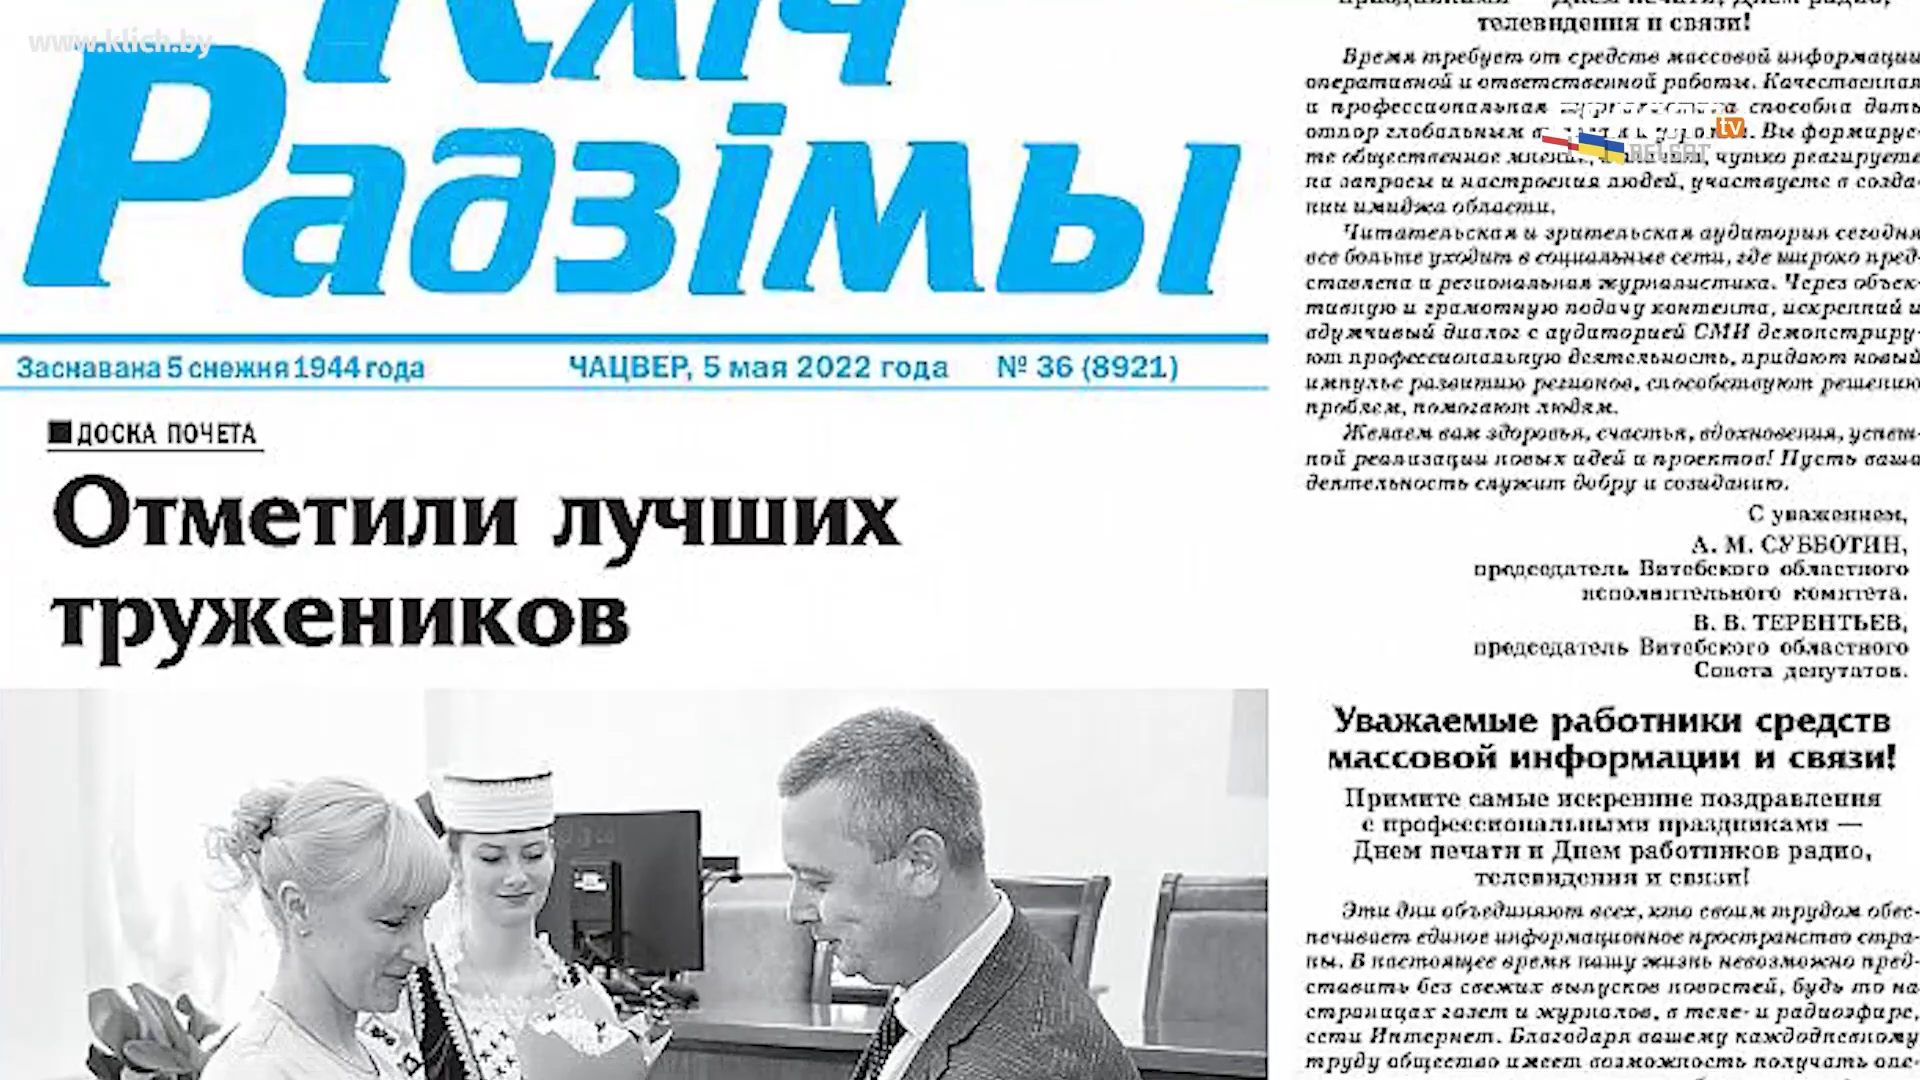 www.klich.by
Кліч
Радзімы
Заснавана 5 снежня 1944 года
ЧАЦВЕР, 5 мая 2022 года
№ 36 (8921)
ДОСКА ПОЧЕТА
Отметили лучших
тружеников
телевидения и связи!
Время требует от средств массовой информации
оперативной и ответственной работы. Качественная
и профессиональная способна дать
отпор глобальным Вы формируе-
те общественное мнение, чутко реагируете
на запросы и настроения людей, участвуете в созда-
нии имиджа области.
Читательская и зрительская аудитория сегодня
все больше уходит в социальные сети, где широко пред-
ставлена и региональная журналистика. Через объек-
тивную и грамотную подачу контента, искренний и
вдумчивый диалог с аудиторией СМИ демонстриру-
ют профессиональную деятельность, придают новый
импульс развитию регионов, способствуют решению
проблем, помогают людям.
Желаем вам здоровья, счастья, вдохновения, успеш-
ной реализации новых идей и проектов! Пусть ваша
деятельность служит добру и созиданию.
С уважением,
А. М. СУББОТИН,
председатель Витебского областного
исполнительного комитета.
В. В. ТЕРЕНТЬЕВ,
председатель Витебского областного
Совета депутатов.
Уважаемые работники средств
массовой информации и связи!
Примите самые искренние поздравления
с профессиональными праздниками —
Днем печати и Днем работников радио,
телевидения и связи!
Эти дни объединяют всех, кто своим трудом обес-
печивает единое информационное пространство стра-
ны. В настоящее время нашу жизнь невозможно пред-
ставить без свежих выпусков новостей, будь то на
страницах газет и журналов, в теле- и радиоэфире,
сети Интернет. Благодаря вашему каждодневному
труду общество имеет возможность получать опе-
tv
BELSAT